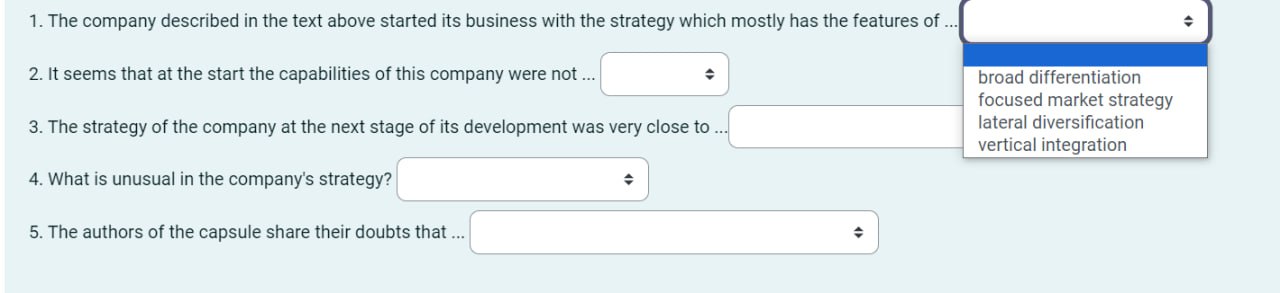 1. The company described in the text above started its business with the strategy which mostly has the features of ...
broad differentiation
focused market strategy
lateral diversification
vertical integration
2. It seems that at the start the capabilities of this company were not ...
3. The strategy of the company at the next stage of its development was very close to ...
4. What is unusual in the company's strategy?
5. The authors of the capsule share their doubts that ...